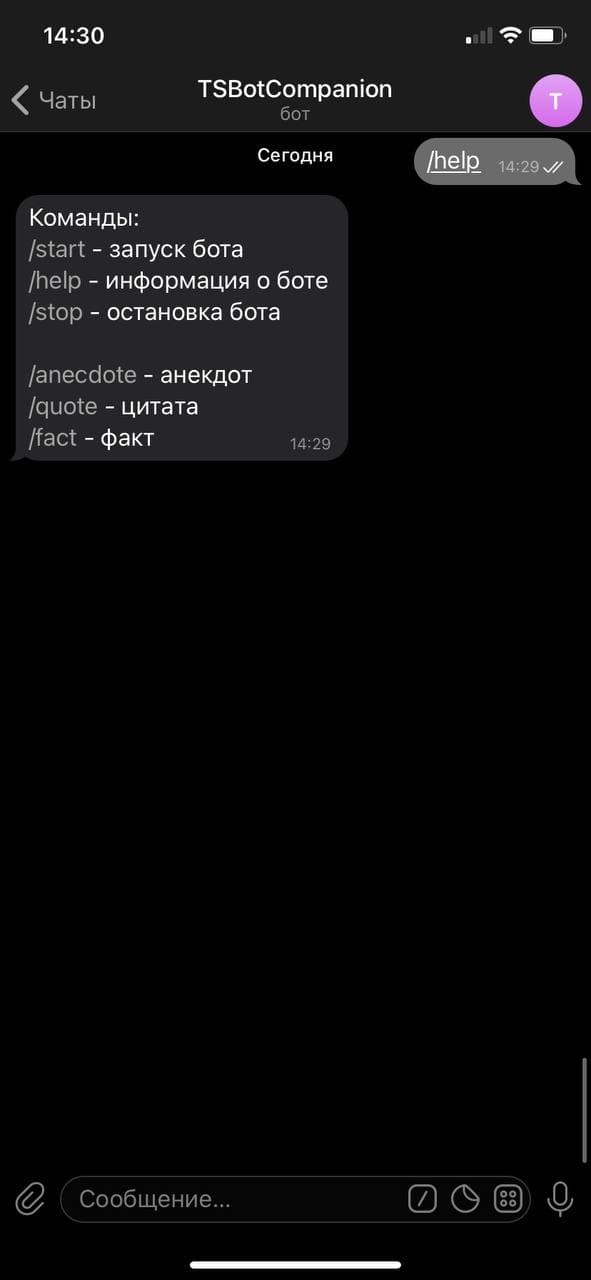 14:30
Чаты
TSBotCompanion
бот
T
Сегодня
/help 14:29
Команды:
/start - запуск бота
/help - информация о боте
/stop - остановка бота
/anecdote - анекдот
/quote - цитата
/fact - факт
14:29
Сообщение...